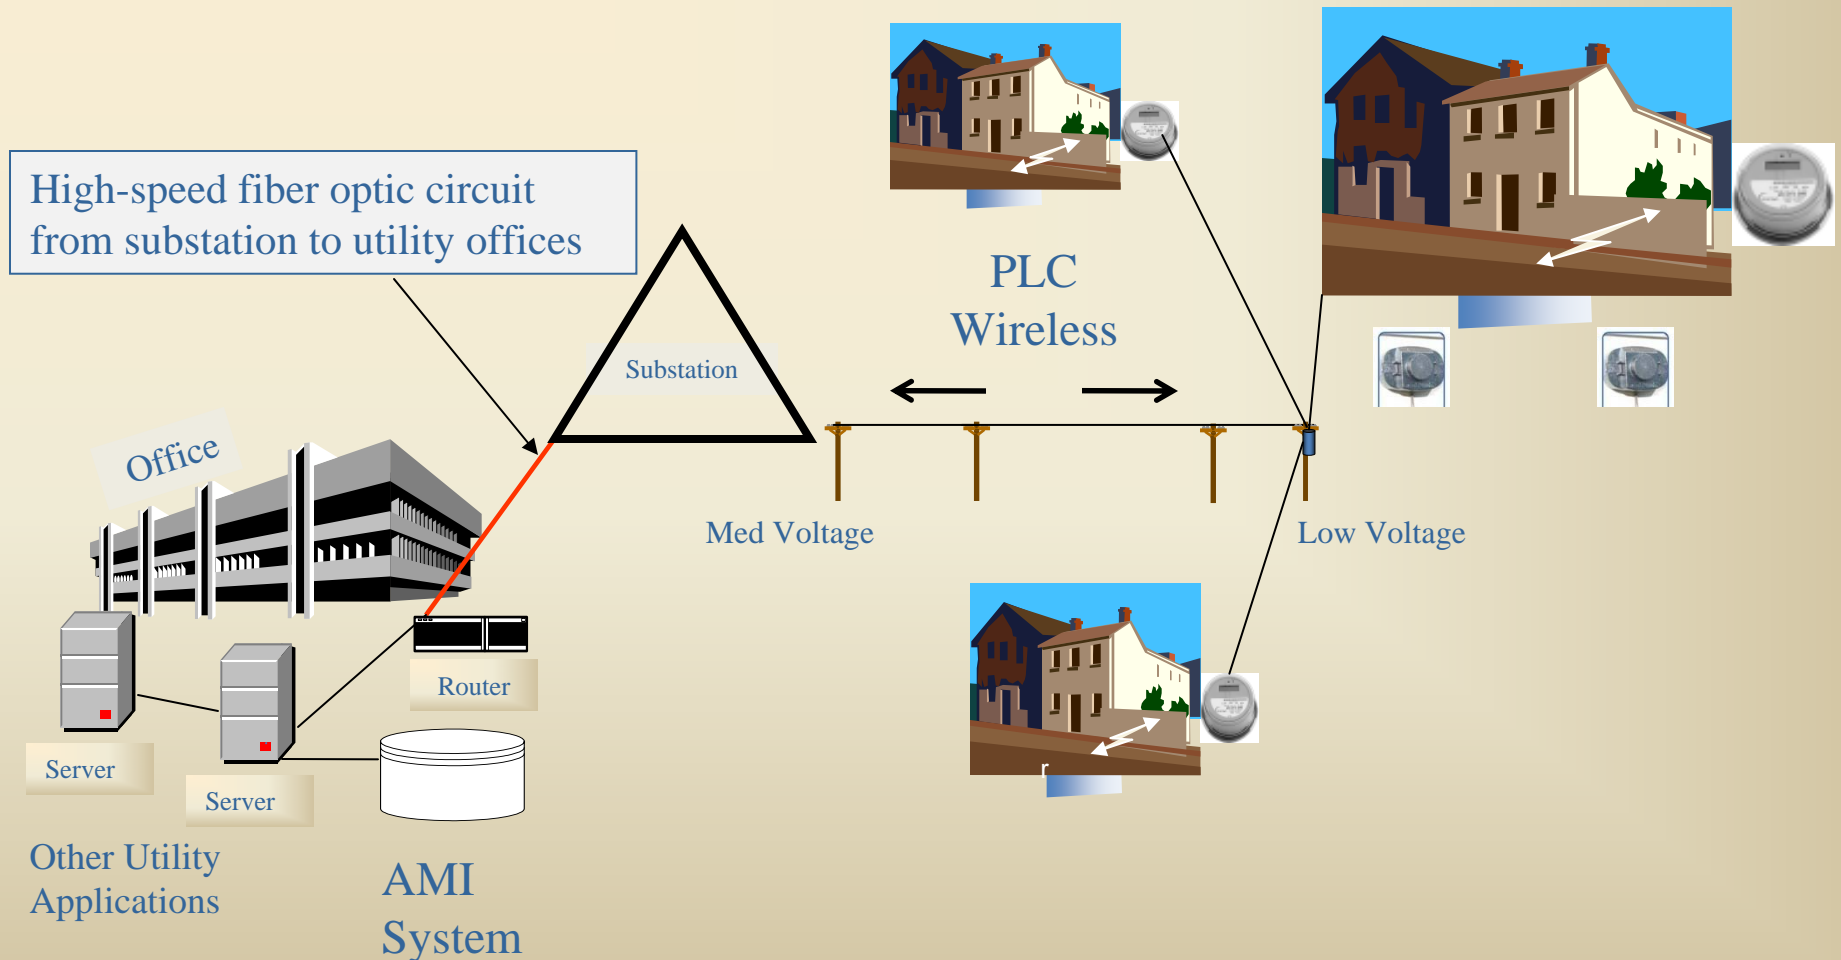 High-speed fiber optic circuit
from substation to utility offices
PLC
Wireless
Substation
Office
Med Voltage
Low Voltage
Router
Server
Server
r
Other Utility
Applications
AMI
System